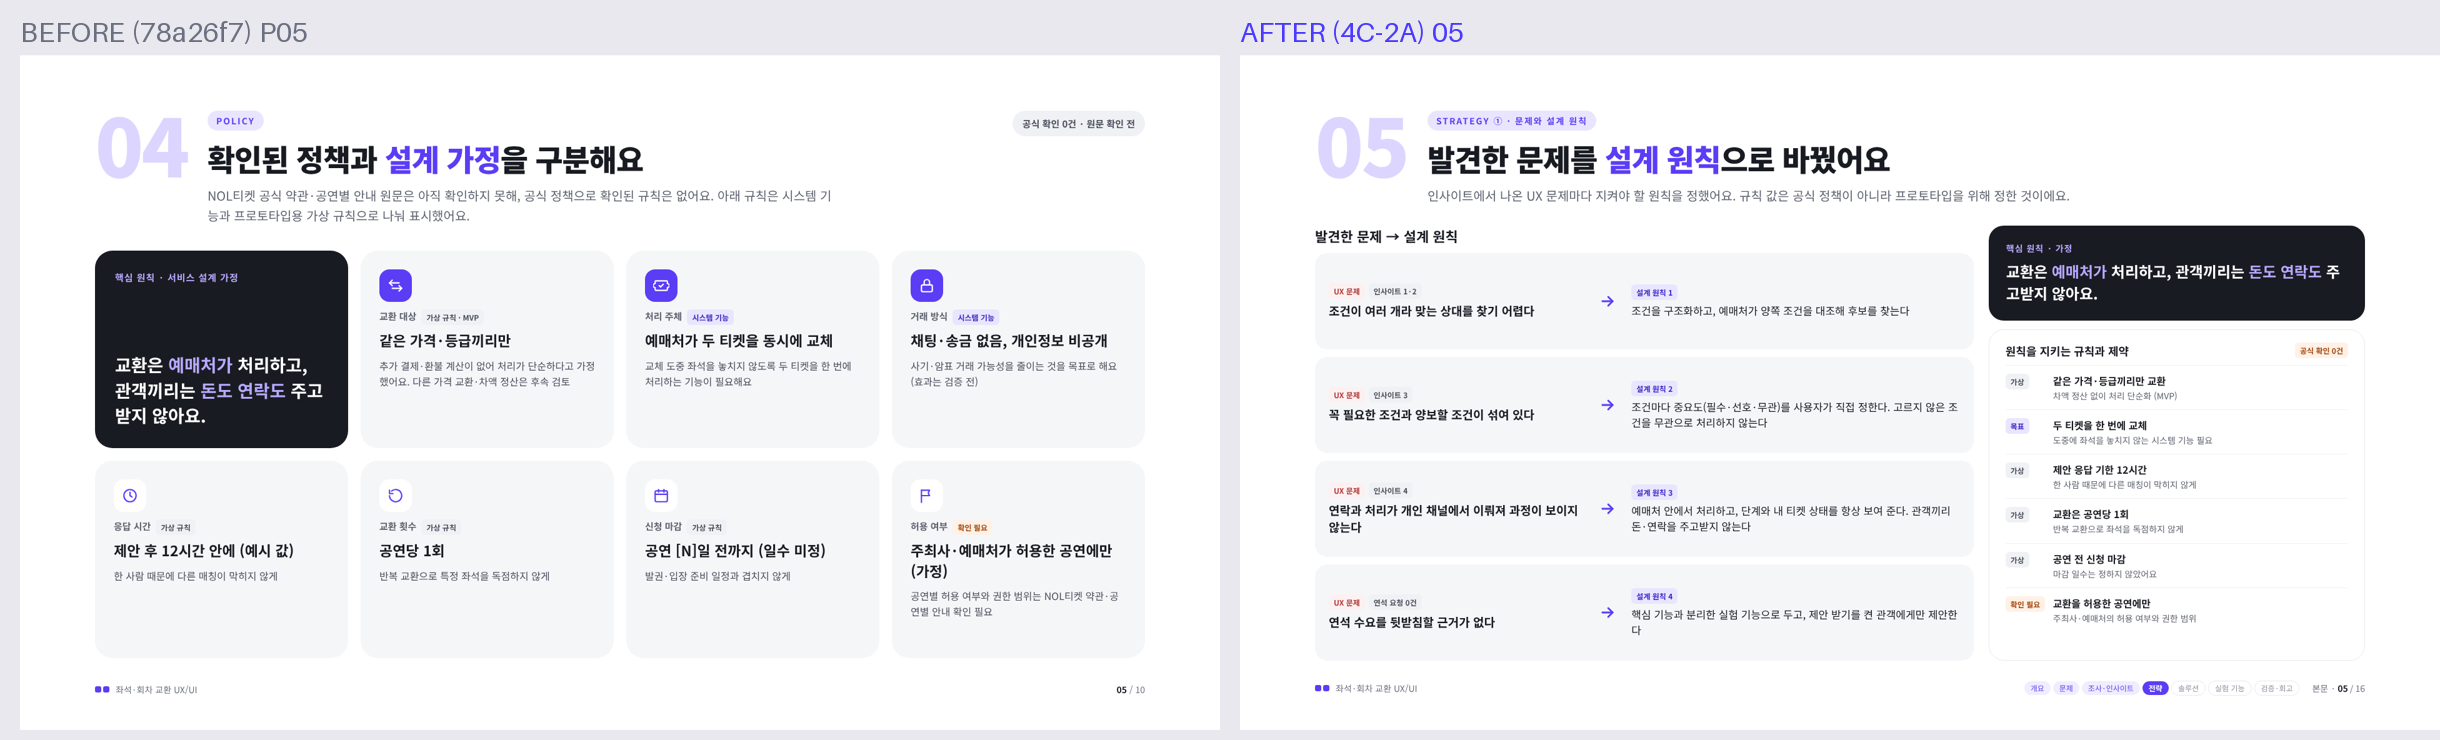 BEFORE (78a26f7) P05
04
POLICY
공식 확인 0건 · 원문 확인 전
확인된 정책과 설계 가정을 구분해요
NOL티켓 공식 약관·공연별 안내 원문은 아직 확인하지 못해, 공식 정책으로 확인된 규칙은 없어요. 아래 규칙은 시스템 기
능과 프로토타입용 가상 규칙으로 나눠 표시했어요.
핵심 원칙 · 서비스 설계 가정
교환은 예매처가 처리하고,
관객끼리는 돈도 연락도 주고
받지 않아요.
교환 대상 가상 규칙 · MVP
같은 가격·등급끼리만
추가 결제·환불 계산이 없어 처리가 단순하다고 가정
했어요. 다른 가격 교환·차액 정산은 후속 검토
처리 주체 시스템 기능
예매처가 두 티켓을 동시에 교체
교체 도중 좌석을 놓치지 않도록 두 티켓을 한 번에
처리하는 기능이 필요해요
거래 방식 시스템 기능
채팅·송금 없음, 개인정보 비공개
사기·암표 거래 가능성을 줄이는 것을 목표로 해요
(효과는 검증 전)
응답 시간 가상 규칙
제안 후 12시간 안에 (예시 값)
한 사람 때문에 다른 매칭이 막히지 않게
교환 횟수 가상 규칙
공연당 1회
반복 교환으로 특정 좌석을 독점하지 않게
신청 마감 가상 규칙
공연 [N]일 전까지 (일수 미정)
발권·입장 준비 일정과 겹치지 않게
허용 여부 확인 필요
주최사·예매처가 허용한 공연에만
(가정)
공연별 허용 여부와 권한 범위는 NOL티켓 약관·공
연별 안내 확인 필요
좌석·회차 교환 UX/UI
05 / 10
AFTER (4C-2A) 05
05
STRATEGY ① · 문제와 설계 원칙
발견한 문제를 설계 원칙으로 바꿨어요
인사이트에서 나온 UX 문제마다 지켜야 할 원칙을 정했어요. 규칙 값은 공식 정책이 아니라 프로토타입을 위해 정한 것이에요.
발견한 문제 → 설계 원칙
UX 문제 인사이트 1·2
조건이 여러 개라 맞는 상대를 찾기 어렵다
→
설계 원칙 1
조건을 구조화하고, 예매처가 양쪽 조건을 대조해 후보를 찾는다
UX 문제 인사이트 3
꼭 필요한 조건과 양보할 조건이 섞여 있다
→
설계 원칙 2
조건마다 중요도(필수·선호·무관)를 사용자가 직접 정한다. 고르지 않은 조
건을 무관으로 처리하지 않는다
UX 문제 인사이트 4
연락과 처리가 개인 채널에서 이뤄져 과정이 보이지
않는다
→
설계 원칙 3
예매처 안에서 처리하고, 단계와 내 티켓 상태를 항상 보여 준다. 관객끼리
돈·연락을 주고받지 않는다
UX 문제 연석 요청 0건
연석 수요를 뒷받침할 근거가 없다
→
설계 원칙 4
핵심 기능과 분리한 실험 기능으로 두고, 제안 받기를 켠 관객에게만 제안한
다
핵심 원칙 · 가정
교환은 예매처가 처리하고, 관객끼리는 돈도 연락도 주
고받지 않아요.
원칙을 지키는 규칙과 제약
공식 확인 0건
가상
같은 가격·등급끼리만 교환
차액 정산 없이 처리 단순화 (MVP)
목표
두 티켓을 한 번에 교체
도중에 좌석을 놓치지 않는 시스템 기능 필요
가상
제안 응답 기한 12시간
한 사람 때문에 다른 매칭이 막히지 않게
가상
교환은 공연당 1회
반복 교환으로 좌석을 독점하지 않게
가상
공연 전 신청 마감
마감 일수는 정하지 않았어요
확인 필요
교환을 허용한 공연에만
주최사·예매처의 허용 여부와 권한 범위
좌석·회차 교환 UX/UI
개요 문제 조사·인사이트 전략 솔루션 실험 기능 검증·회고
본문 · 05 / 16